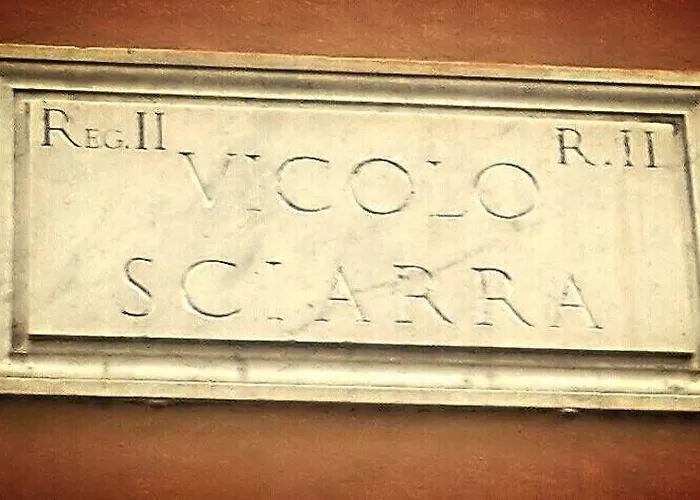 REG. II R. II
VICOLO
SCIARRA